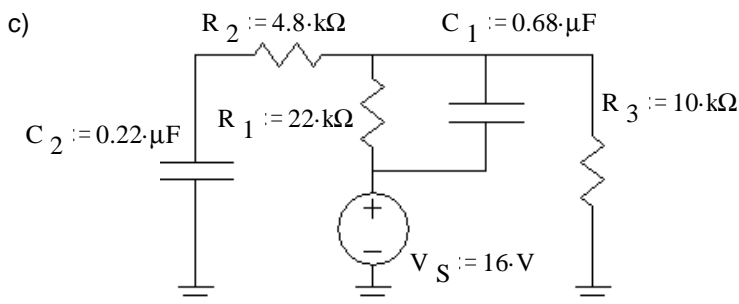 c)
R 2 := 4.8·kΩ
C 1 := 0.68·μF
R 3 := 10·kΩ
C 2 := 0.22·μF
R 1 := 22·kΩ
+
−
V S := 16·V